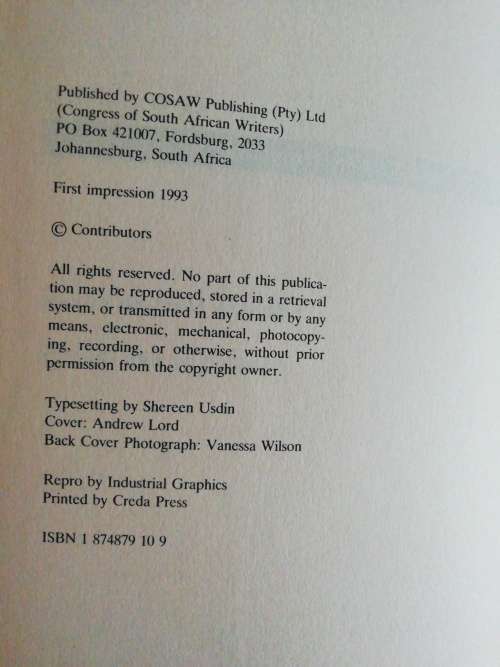 Published by COSAW Publishing (Pty) Ltd
(Congress of South African Writers)
PO Box 421007, Fordsburg, 2033
Johannesburg, South Africa
First impression 1993
© Contributors
All rights reserved. No part of this publica-
tion may be reproduced, stored in a retrieval
system, or transmitted in any form or by any
means, electronic, mechanical, photocopy-
ing, recording, or otherwise, without prior
permission from the copyright owner.
Typesetting by Shereen Usdin
Cover: Andrew Lord
Back Cover Photograph: Vanessa Wilson
Repro by Industrial Graphics
Printed by Creda Press
ISBN 1 874879 10 9